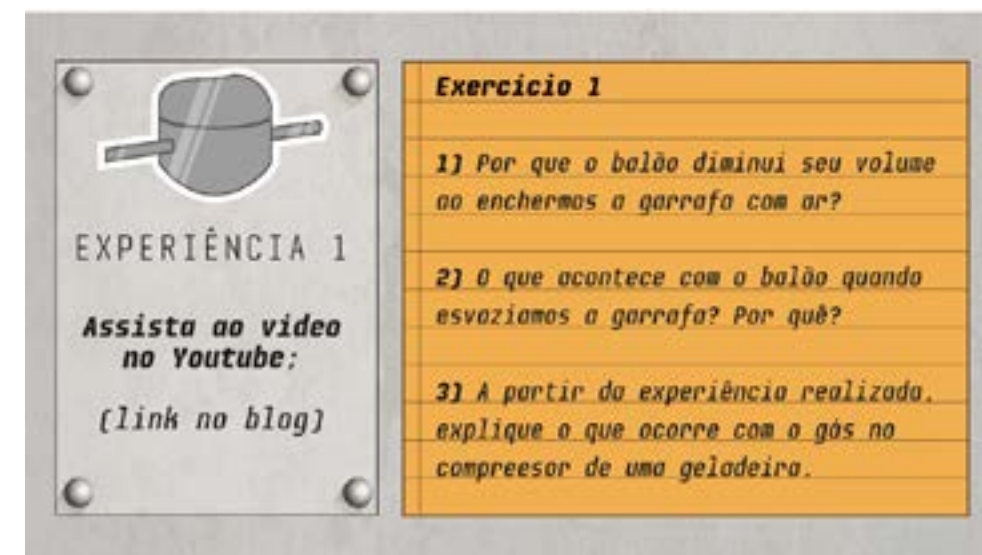 EXPERIÊNCIA 1
Assista ao video
no Youtube:
(link no blog)
Exercicio 1
1) Por que o balão diminui seu volume
ao enchermos a garrafa com ar?
2) O que acontece com o balão quando
esvaziamos a garrafa? Por quê?
3) A partir da experiência realizada,
explique o que ocorre com o gás no
compreesor de uma geladeira.